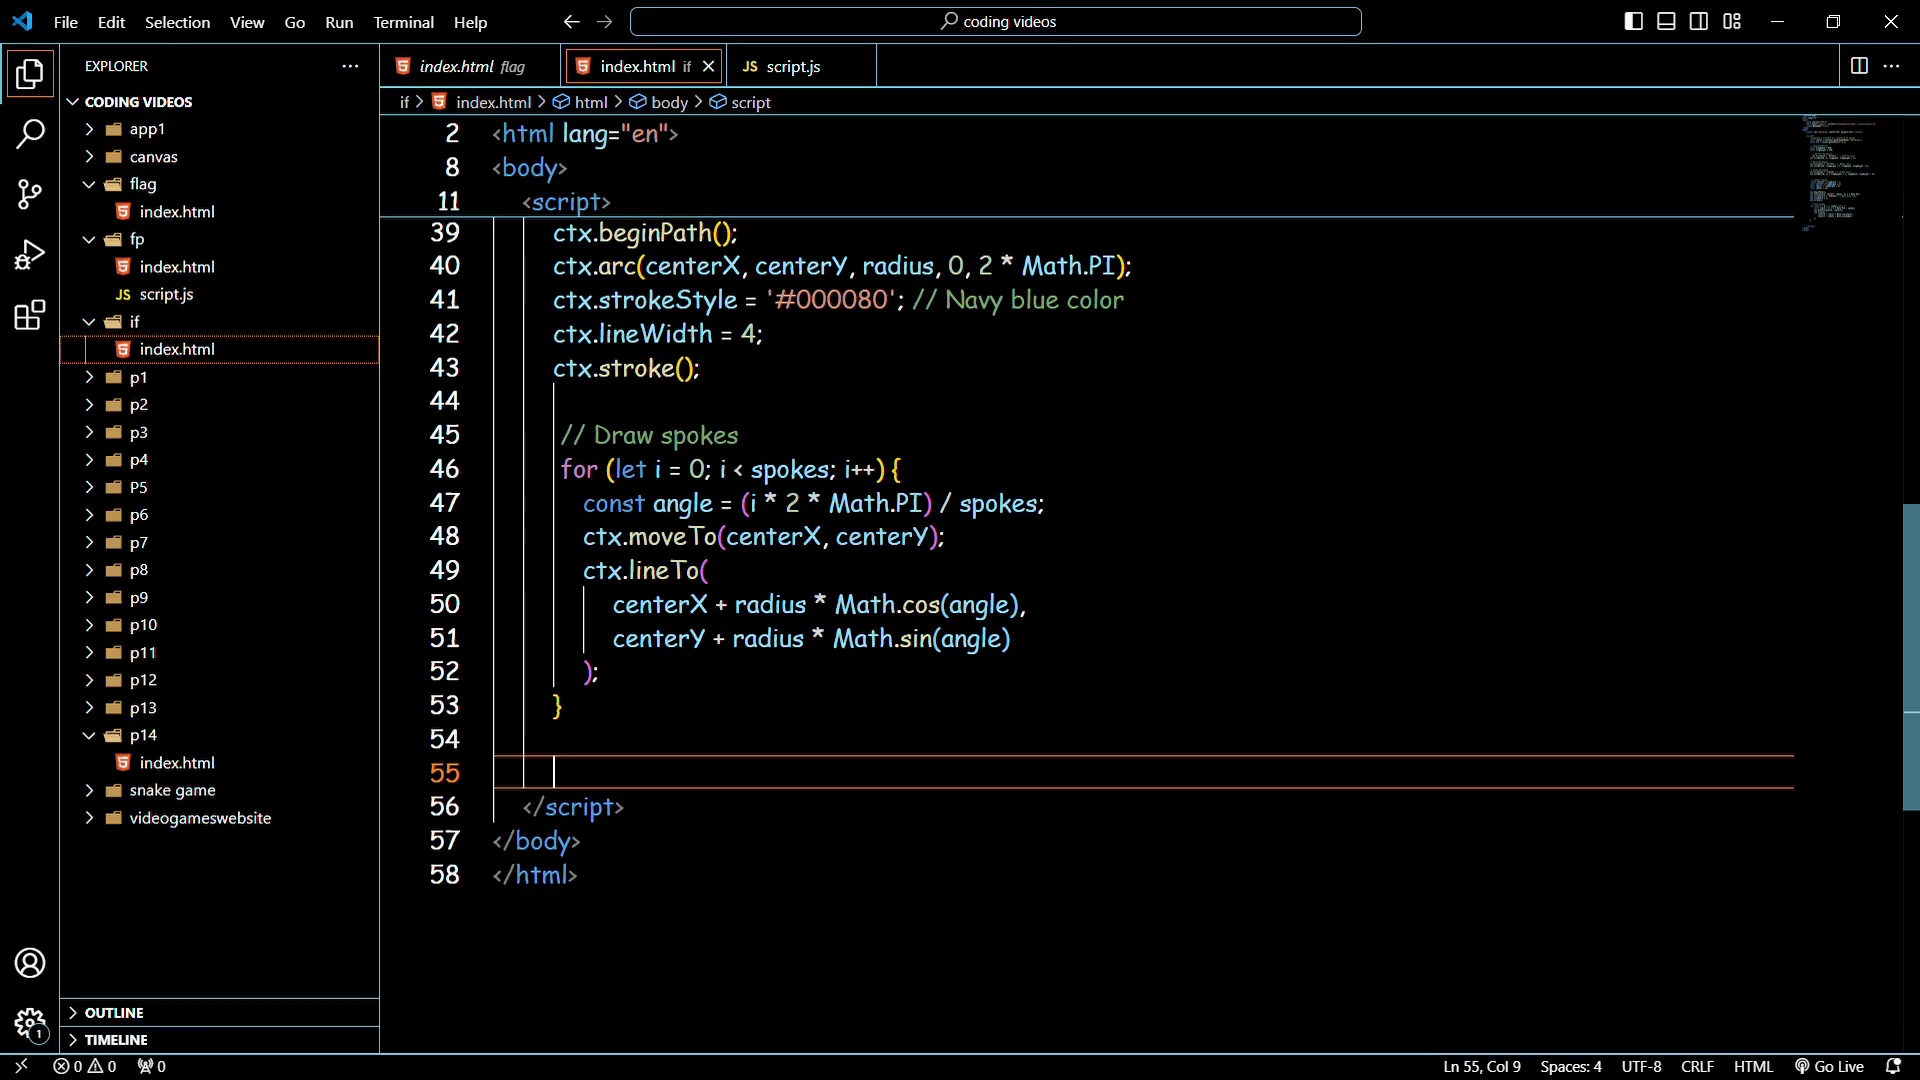 File Edit Selection View Go Run Terminal Help
coding videos
EXPLORER
CODING VIDEOS
app1
canvas
flag
index.html
fp
index.html
JS script.js
if
index.html
p1
p2
p3
p4
P5
p6
p7
p8
p9
p10
p11
p12
p13
p14
index.html
snake game
videogameswebsite
OUTLINE
TIMELINE
1
index.html flag
index.html if
JS script.js
if > index.html > html > body > script
2 <html lang="en">
8 <body>
11 <script>
39 ctx.beginPath();
40 ctx.arc(centerX, centerY, radius, 0, 2 * Math.PI);
41 ctx.strokeStyle = '#000080'; // Navy blue color
42 ctx.lineWidth = 4;
43 ctx.stroke();
44
45 // Draw spokes
46 for (let i = 0; i < spokes; i++) {
47 const angle = (i * 2 * Math.PI) / spokes;
48 ctx.moveTo(centerX, centerY);
49 ctx.lineTo(
50 centerX + radius * Math.cos(angle),
51 centerY + radius * Math.sin(angle)
52 );
53 }
54
55
56 </script>
57 </body>
58 </html>
0 0 0
Ln 55, Col 9 Spaces: 4 UTF-8 CRLF HTML Go Live